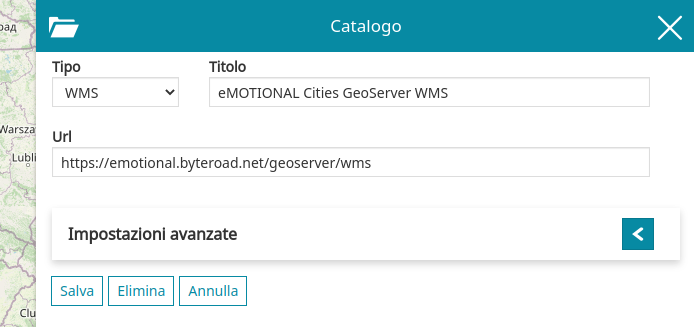 Catalogo
Tipo
Titolo
WMS
eMOTIONAL Cities GeoServer WMS
Url
https://emotional.byteroad.net/geoserver/wms
Impostazioni avanzate
Salva
Elimina
Annulla
рад
Warsza
Lubli
Clu